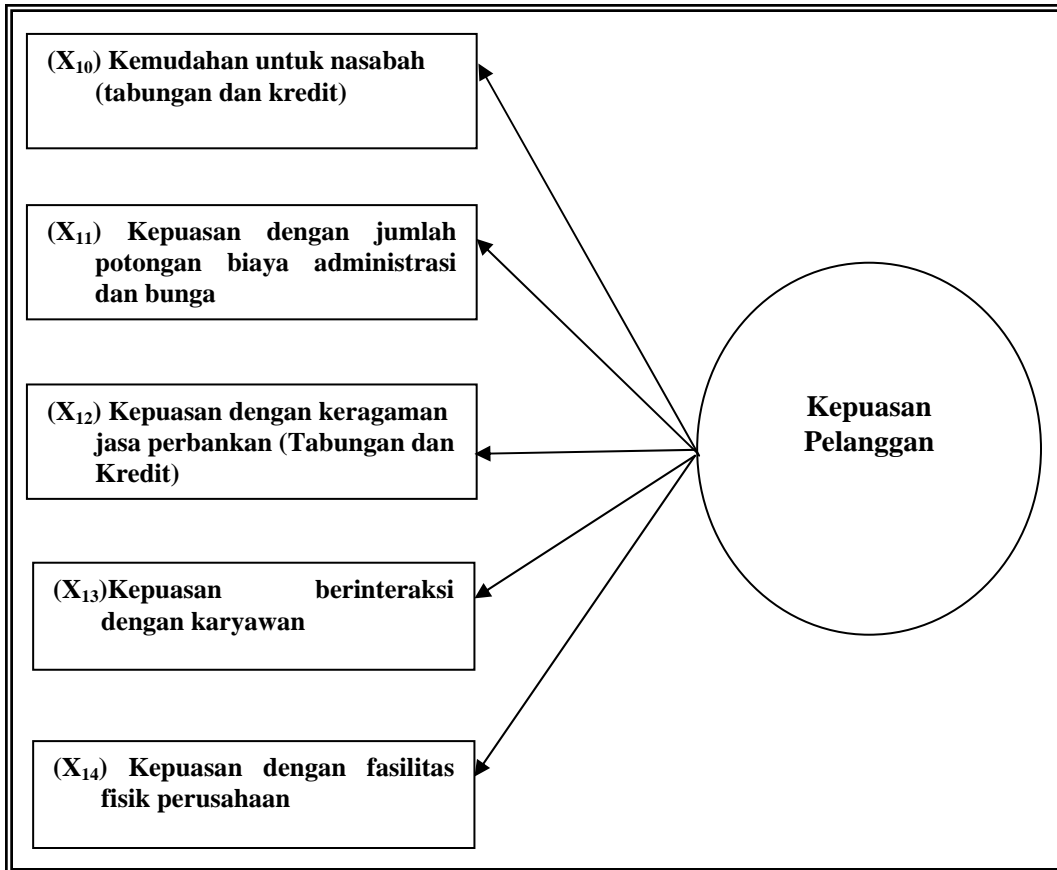 (X₁₀) Kemudahan untuk nasabah
(tabungan dan kredit)
(X₁₁) Kepuasan dengan jumlah
potongan biaya administrasi
dan bunga
(X₁₂) Kepuasan dengan keragaman
jasa perbankan (Tabungan dan
Kredit)
(X₁₃)Kepuasan berinteraksi
dengan karyawan
(X₁₄) Kepuasan dengan fasilitas
fisik perusahaan
Kepuasan
Pelanggan